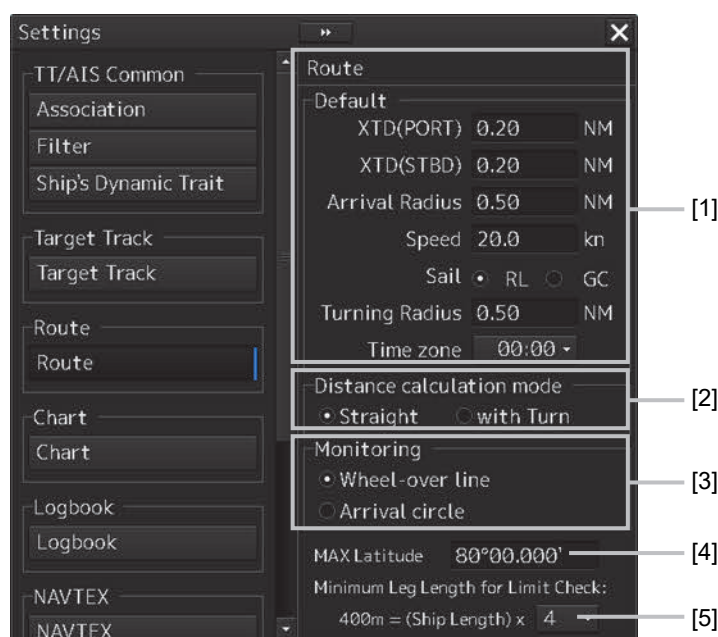 Settings
TT/AIS Common
Association
Filter
Ship's Dynamic Trait
Target Track
Target Track
Route
Route
Chart
Chart
Logbook
Logbook
NAVTEX
NAVTEX
Route
Default
XTD(PORT) 0.20 NM
XTD(STBD) 0.20 NM
Arrival Radius 0.50 NM
Speed 20.0 kn
Sail RL GC
Turning Radius 0.50 NM
Time zone 00:00
[1]
Distance calculation mode
Straight with Turn
[2]
Monitoring
Wheel-over line
Arrival circle
[3]
MAX Latitude 80°00.000'
[4]
Minimum Leg Length for Limit Check:
400m = (Ship Length) x 4
[5]